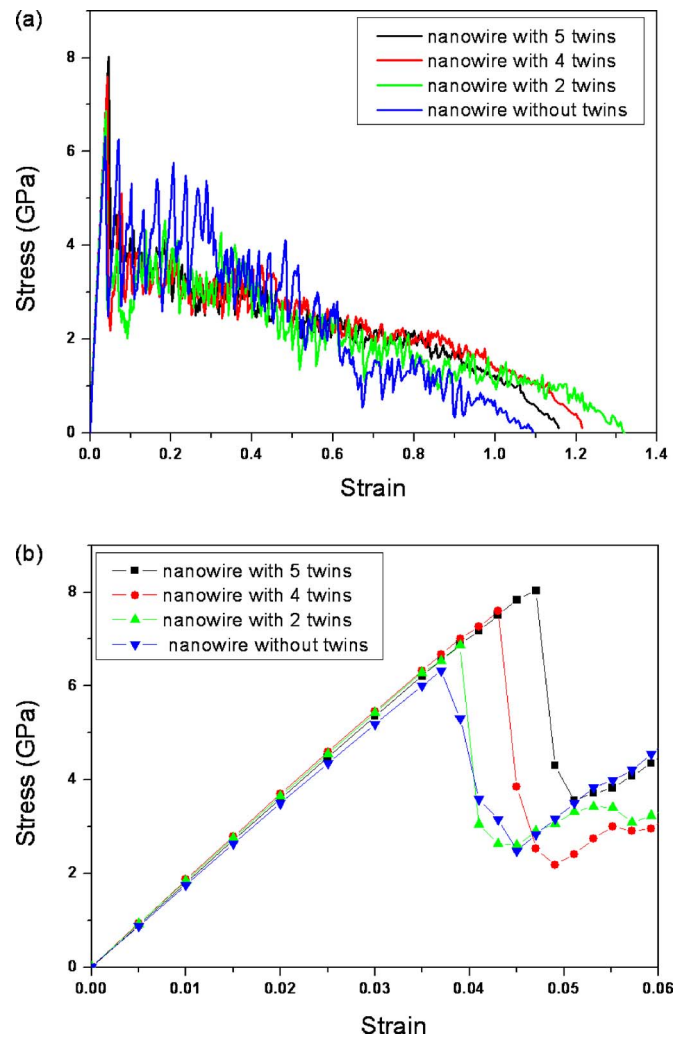 (a)
nanowire with 5 twins
nanowire with 4 twins
nanowire with 2 twins
nanowire without twins
8
6
4
2
0
Stress (GPa)
0.0 0.2 0.4 0.6 0.8 1.0 1.2 1.4
Strain
(b)
nanowire with 5 twins
nanowire with 4 twins
nanowire with 2 twins
nanowire without twins
8
6
4
2
0
Stress (GPa)
0.00 0.01 0.02 0.03 0.04 0.05 0.06
Strain